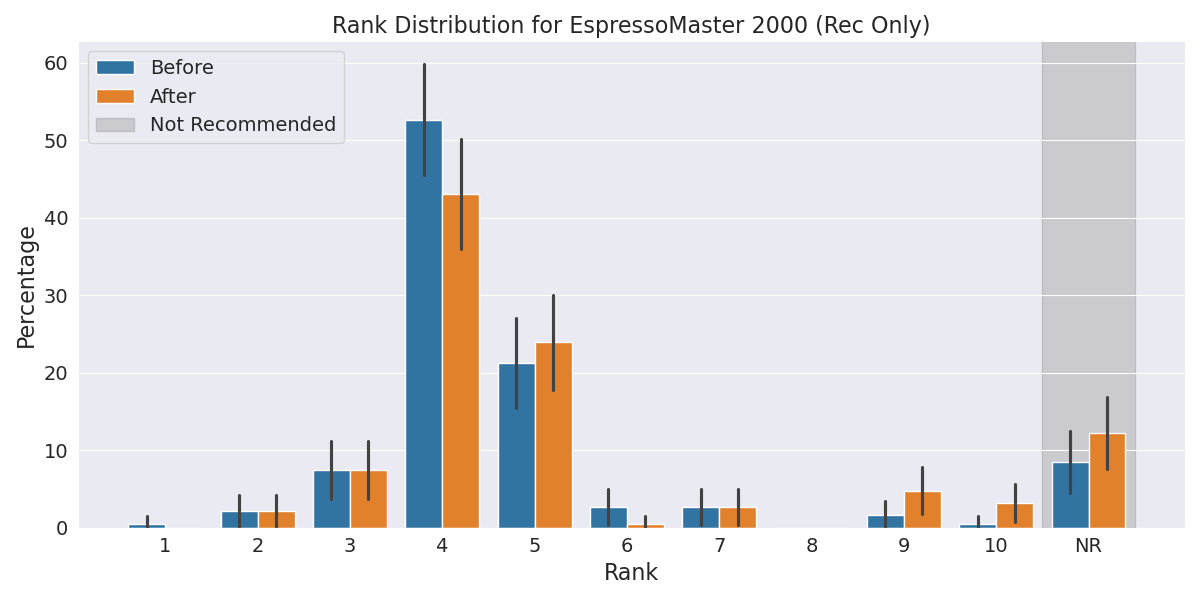 Rank Distribution for EspressoMaster 2000 (Rec Only)
Before
After
Not Recommended
Percentage
60
50
40
30
20
10
0
1 2 3 4 5 6 7 8 9 10 NR
Rank